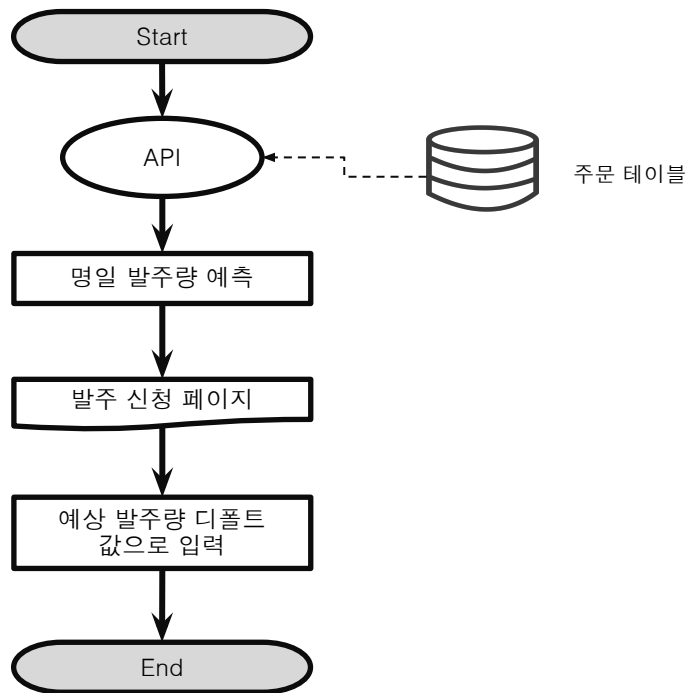 Start
API
주문 테이블
명일 발주량 예측
발주 신청 페이지
예상 발주량 디폴트
값으로 입력
End